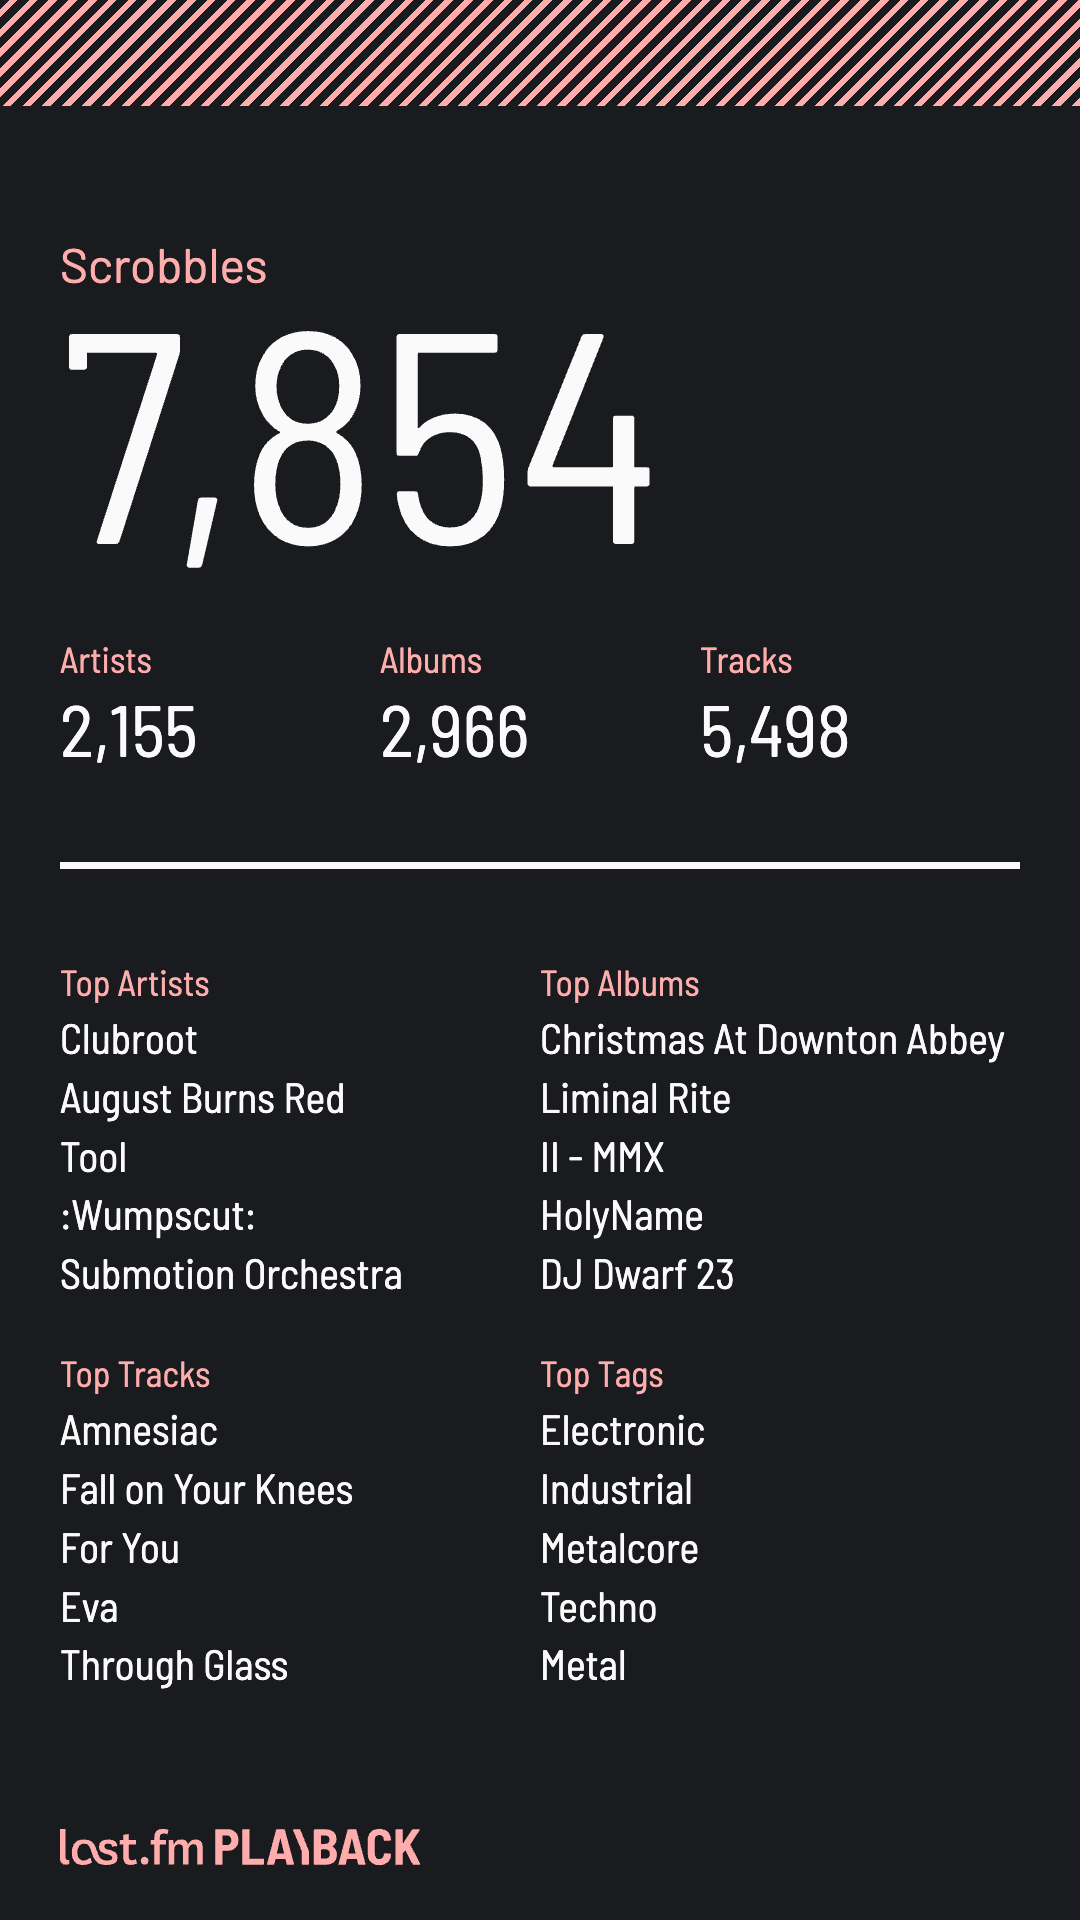 Scrobbles
7,854
Artists
2,155
Albums
2,966
Tracks
5,498
Top Artists
Clubroot
August Burns Red
Tool
:Wumpscut:
Submotion Orchestra
Top Albums
Christmas At Downton Abbey
Liminal Rite
II - MMX
HolyName
DJ Dwarf 23
Top Tracks
Amnesiac
Fall on Your Knees
For You
Eva
Through Glass
Top Tags
Electronic
Industrial
Metalcore
Techno
Metal
last.fm PLAYBACK